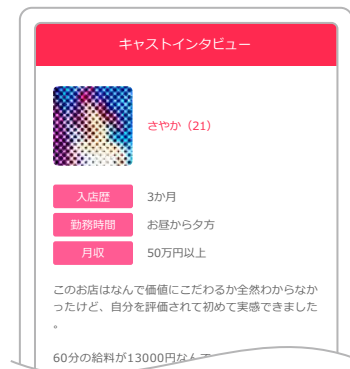 キャストインタビュー
さやか（21）
入店歴 3か月
勤務時間 お昼から夕方
月収 50万円以上
このお店はなんで価値にこだわるか全然わからなか
ったけど、自分を評価されて初めて実感できました
。
60分の給料が13000円なんて